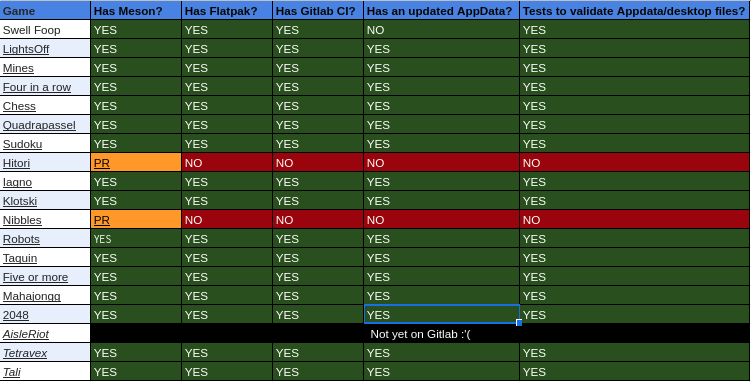 Game Has Meson? Has Flatpak? Has Gitlab CI? Has an updated AppData? Tests to validate Appdata/desktop files?
Swell Foop YES YES YES NO YES
LightsOff YES YES YES YES YES
Mines YES YES YES YES YES
Four in a row YES YES YES YES YES
Chess YES YES YES YES YES
Quadrapassel YES YES YES YES YES
Sudoku YES YES YES YES YES
Hitori PR NO NO NO NO
Iagno YES YES YES YES YES
Klotski YES YES YES YES YES
Nibbles PR NO NO NO NO
Robots YES YES YES YES YES
Taquin YES YES YES YES YES
Five or more YES YES YES YES YES
Mahajongg YES YES YES YES YES
2048 YES YES YES YES YES
AisleRiot Not yet on Gitlab :'(
Tetravex YES YES YES YES YES
Tali YES YES YES YES YES